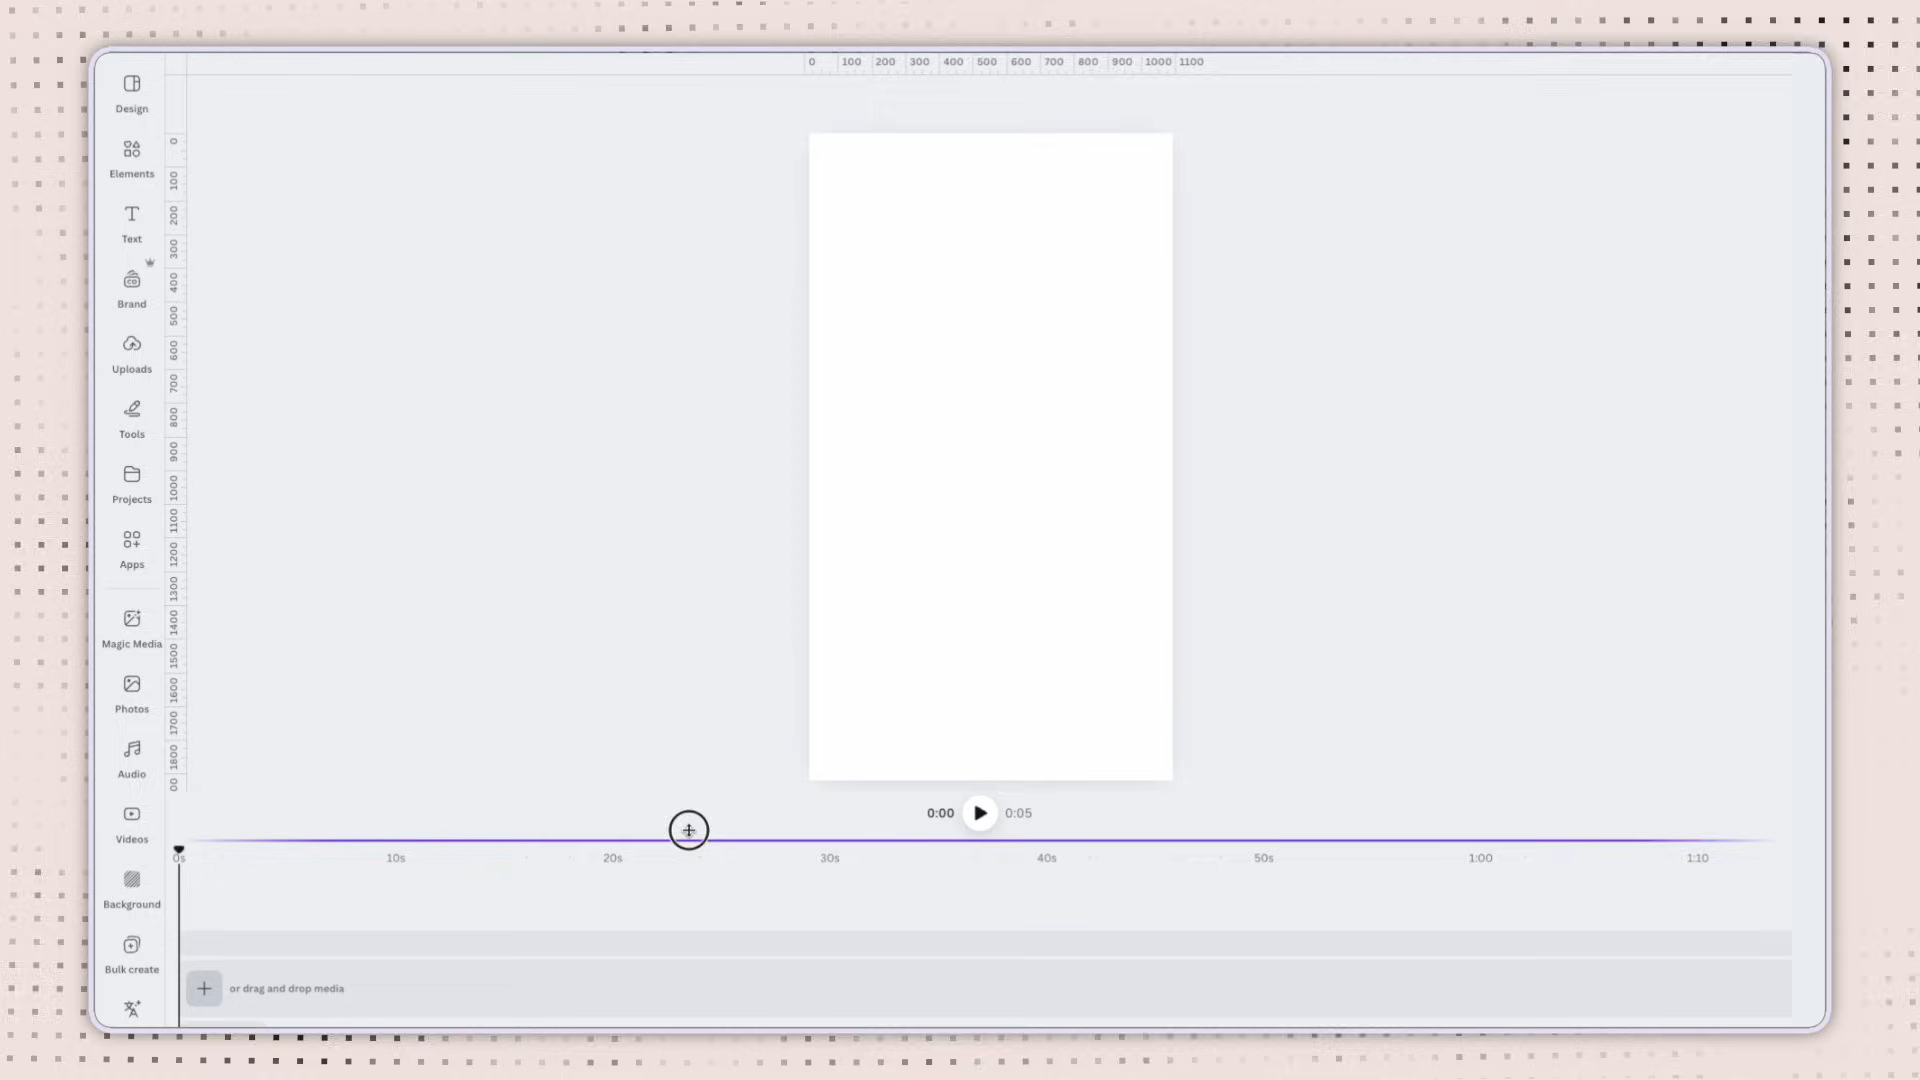 0 100 200 300 400 500 600 700 800 900 1000 1100
Design
Elements
Text
Brand
Uploads
Tools
Projects
Apps
Magic Media
Photos
Audio
Videos
Background
Bulk create
0
100
200
300
400
500
600
700
800
900
1000
1100
1200
1300
1400
1500
1600
1700
1800
00
0:00 0:05
0s 10s 20s 30s 40s 50s 1:00 1:10
or drag and drop media